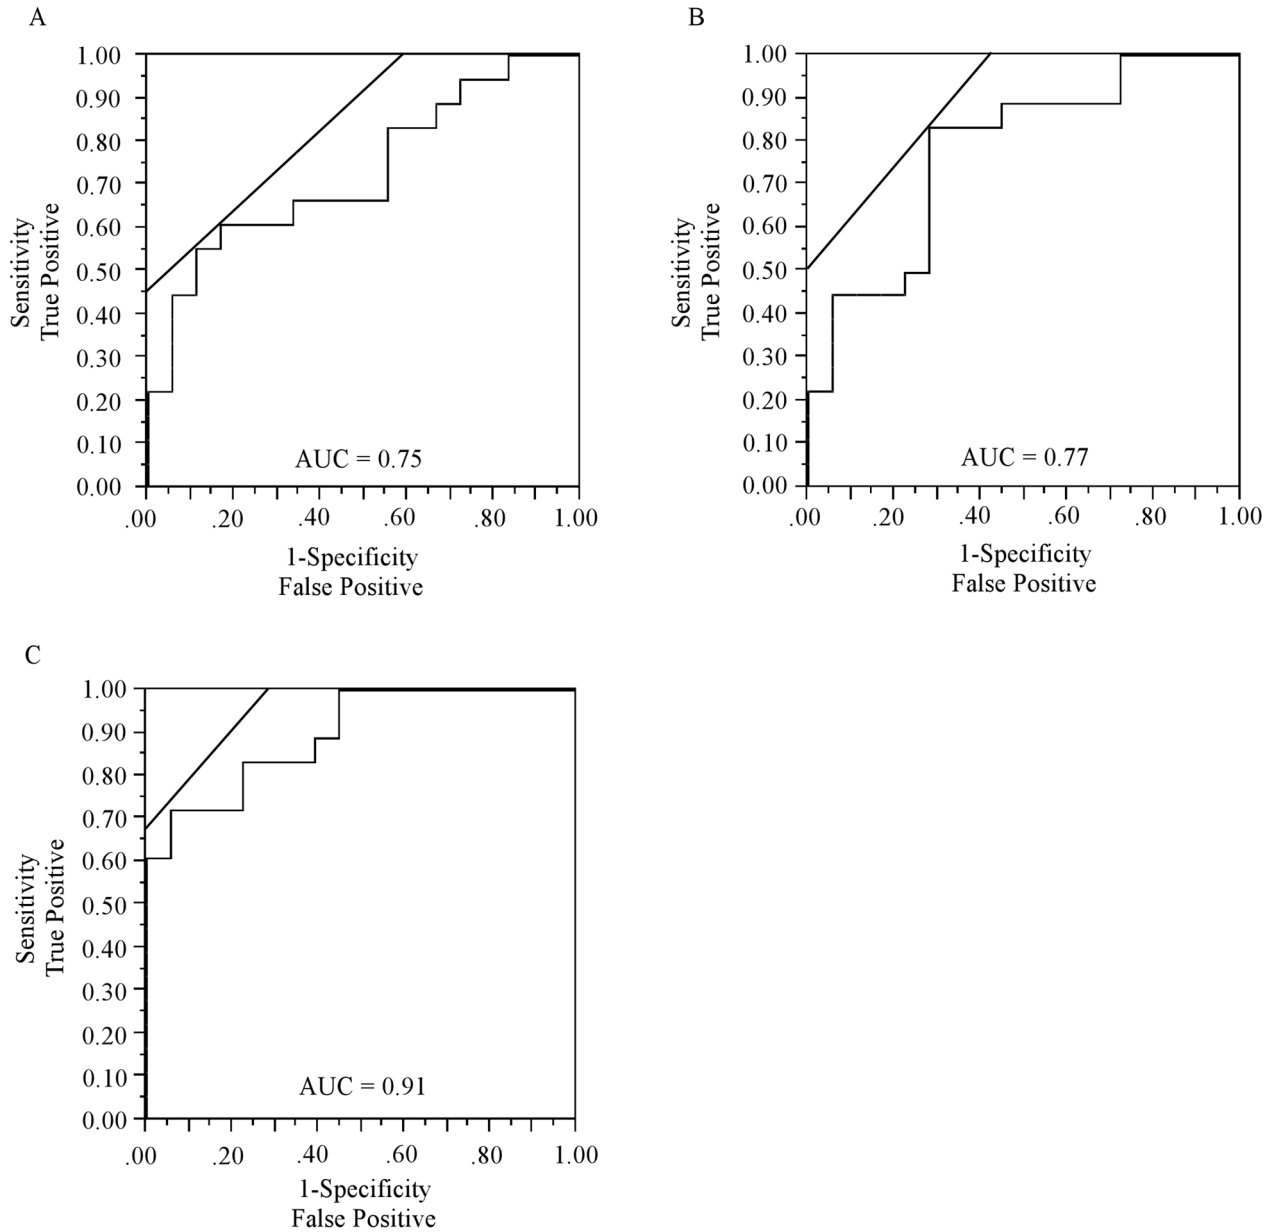 A
1.00
0.90
0.80
0.70
0.60
0.50
0.40
0.30
0.20
0.10
0.00
Sensitivity
True Positive
AUC = 0.75
.00 .20 .40 .60 .80 1.00
1-Specificity
False Positive
B
1.00
0.90
0.80
0.70
0.60
0.50
0.40
0.30
0.20
0.10
0.00
Sensitivity
True Positive
AUC = 0.77
.00 .20 .40 .60 .80 1.00
1-Specificity
False Positive
C
1.00
0.90
0.80
0.70
0.60
0.50
0.40
0.30
0.20
0.10
0.00
Sensitivity
True Positive
AUC = 0.91
.00 .20 .40 .60 .80 1.00
1-Specificity
False Positive